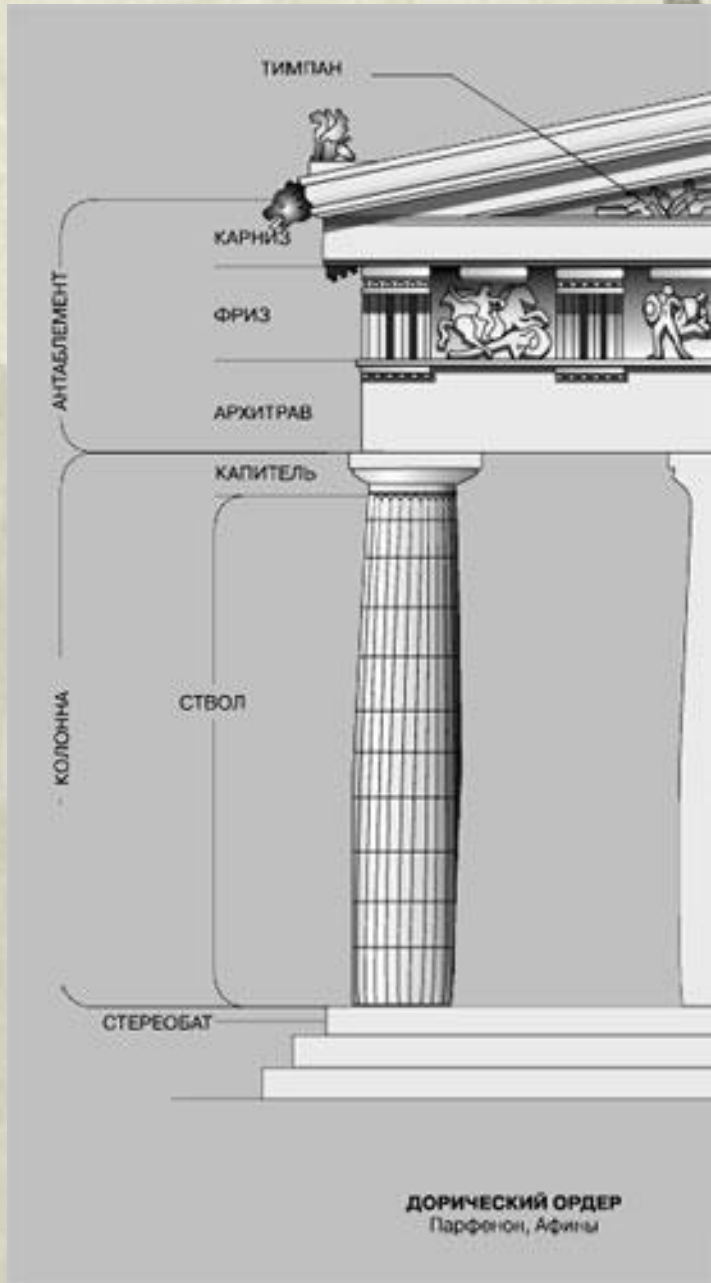 ТИМПАН
КАРНИЗ
ФРИЗ
АНТАБЛЕМЕНТ
АРХИТРАВ
КАПИТЕЛЬ
СТВОЛ
КОЛОННА
СТЕРЕОБАТ
ДОРИЧЕСКИЙ ОРДЕР
Парфенон, Афины